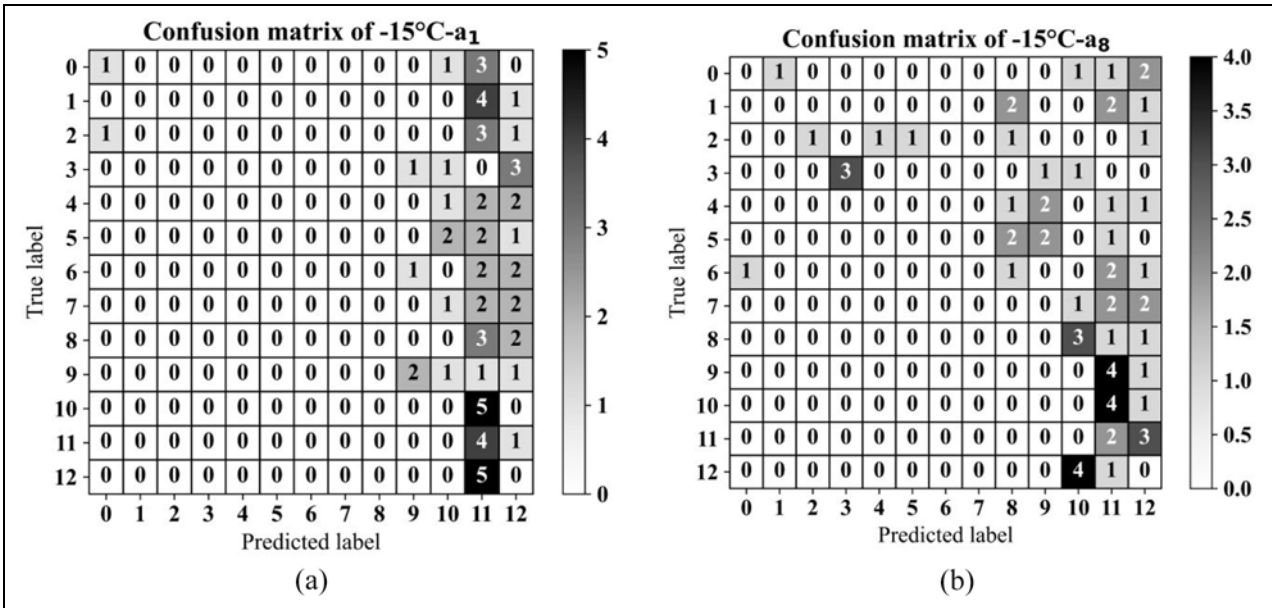 Confusion matrix of -15°C-a₁
True label
0 1 0 0 0 0 0 0 0 0 0 1 3 0
1 0 0 0 0 0 0 0 0 0 0 0 4 1
2 1 0 0 0 0 0 0 0 0 0 0 3 1
3 0 0 0 0 0 0 0 0 0 1 1 0 3
4 0 0 0 0 0 0 0 0 0 0 1 2 2
5 0 0 0 0 0 0 0 0 0 0 2 2 1
6 0 0 0 0 0 0 0 0 0 1 0 2 2
7 0 0 0 0 0 0 0 0 0 0 1 2 2
8 0 0 0 0 0 0 0 0 0 0 0 3 2
9 0 0 0 0 0 0 0 0 0 2 1 1 1
10 0 0 0 0 0 0 0 0 0 0 0 5 0
11 0 0 0 0 0 0 0 0 0 0 0 4 1
12 0 0 0 0 0 0 0 0 0 0 0 5 0
0 1 2 3 4 5 6 7 8 9 10 11 12
Predicted label
5
4
3
2
1
0
(a)
Confusion matrix of -15°C-a₈
True label
0 0 1 0 0 0 0 0 0 0 0 1 1 2
1 0 0 0 0 0 0 0 0 2 0 0 2 1
2 0 0 1 0 1 1 0 0 1 0 0 0 1
3 0 0 0 3 0 0 0 0 0 1 1 0 0
4 0 0 0 0 0 0 0 0 1 2 0 1 1
5 0 0 0 0 0 0 0 0 2 2 0 1 0
6 1 0 0 0 0 0 0 0 1 0 0 2 1
7 0 0 0 0 0 0 0 0 0 0 1 2 2
8 0 0 0 0 0 0 0 0 0 0 3 1 1
9 0 0 0 0 0 0 0 0 0 0 0 4 1
10 0 0 0 0 0 0 0 0 0 0 0 4 1
11 0 0 0 0 0 0 0 0 0 0 0 2 3
12 0 0 0 0 0 0 0 0 0 0 4 1 0
0 1 2 3 4 5 6 7 8 9 10 11 12
Predicted label
4.0
3.5
3.0
2.5
2.0
1.5
1.0
0.5
0.0
(b)